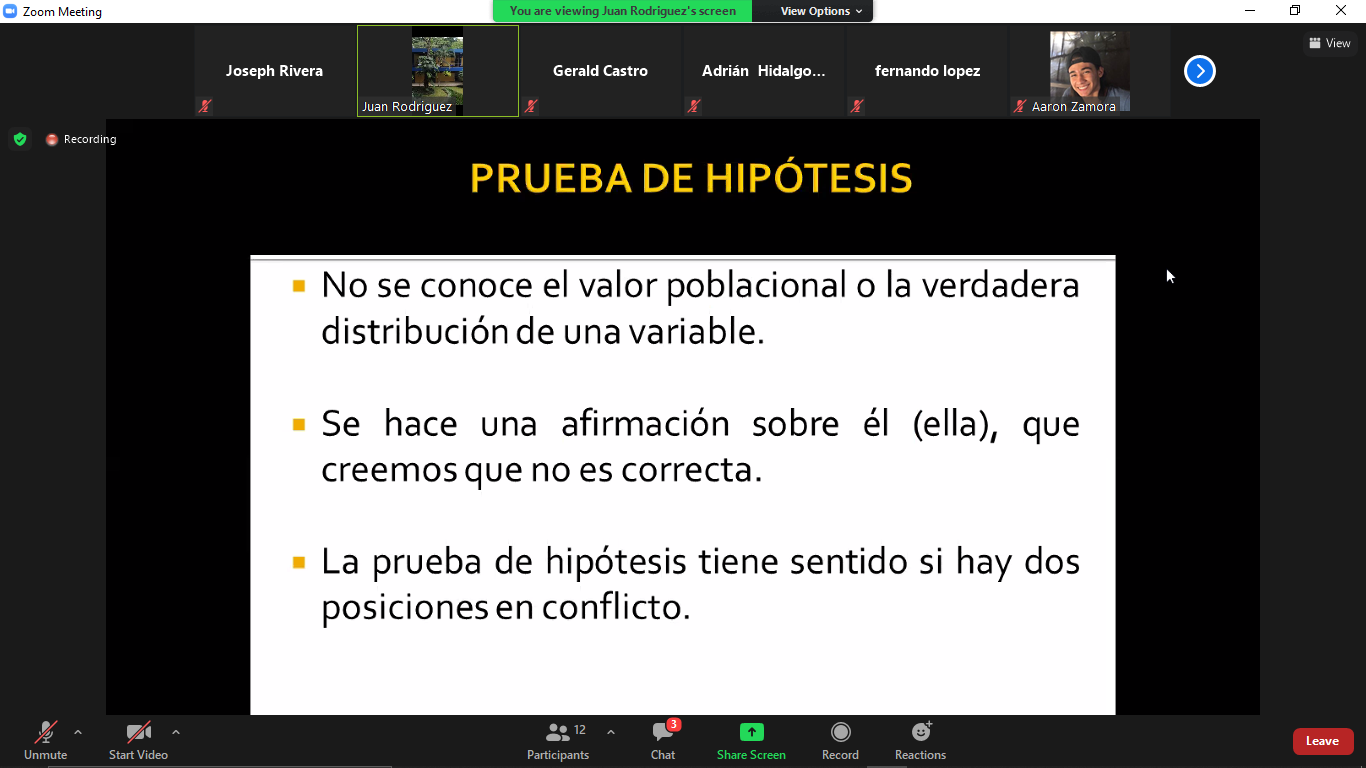 Zoom Meeting
You are viewing Juan Rodriguez's screen
View Options
Joseph Rivera
Juan Rodriguez
Gerald Castro
Adrián Hidalgo...
fernando lopez
Aaron Zamora
View
Recording
PRUEBA DE HIPÓTESIS
No se conoce el valor poblacional o la verdadera
distribución de una variable.
Se hace una afirmación sobre él (ella), que
creemos que no es correcta.
La prueba de hipótesis tiene sentido si hay dos
posiciones en conflicto.
Unmute
Start Video
Participants
12
Chat
3
Share Screen
Record
Reactions
Leave